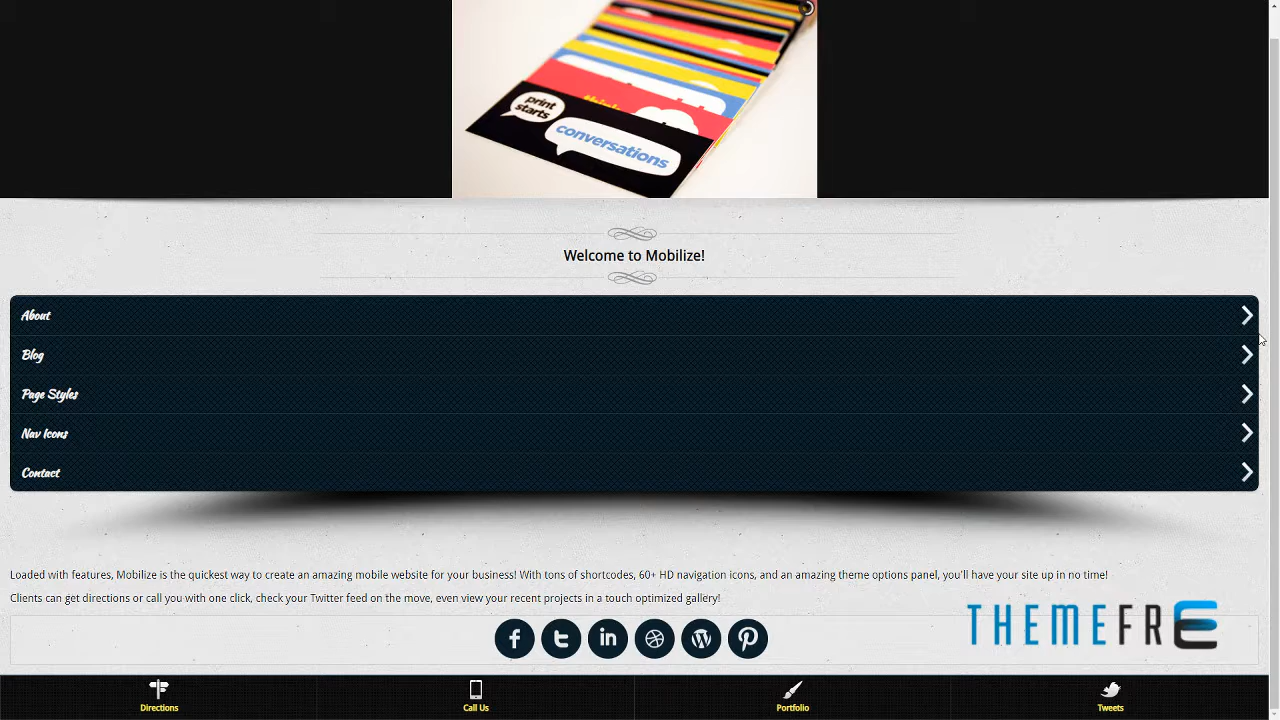 print
starts
conversations
Welcome to Mobilize!
About
Blog
Page Styles
Nav Icons
Contact
Loaded with features, Mobilize is the quickest way to create an amazing mobile website for your business! With tons of shortcodes, 60+ HD navigation icons, and an amazing theme options panel, you'll have your site up in no time!
Clients can get directions or call you with one click, check your Twitter feed on the move, even view your recent projects in a touch optimized gallery!
THEMEFRE
Directions
Call Us
Portfolio
Tweets